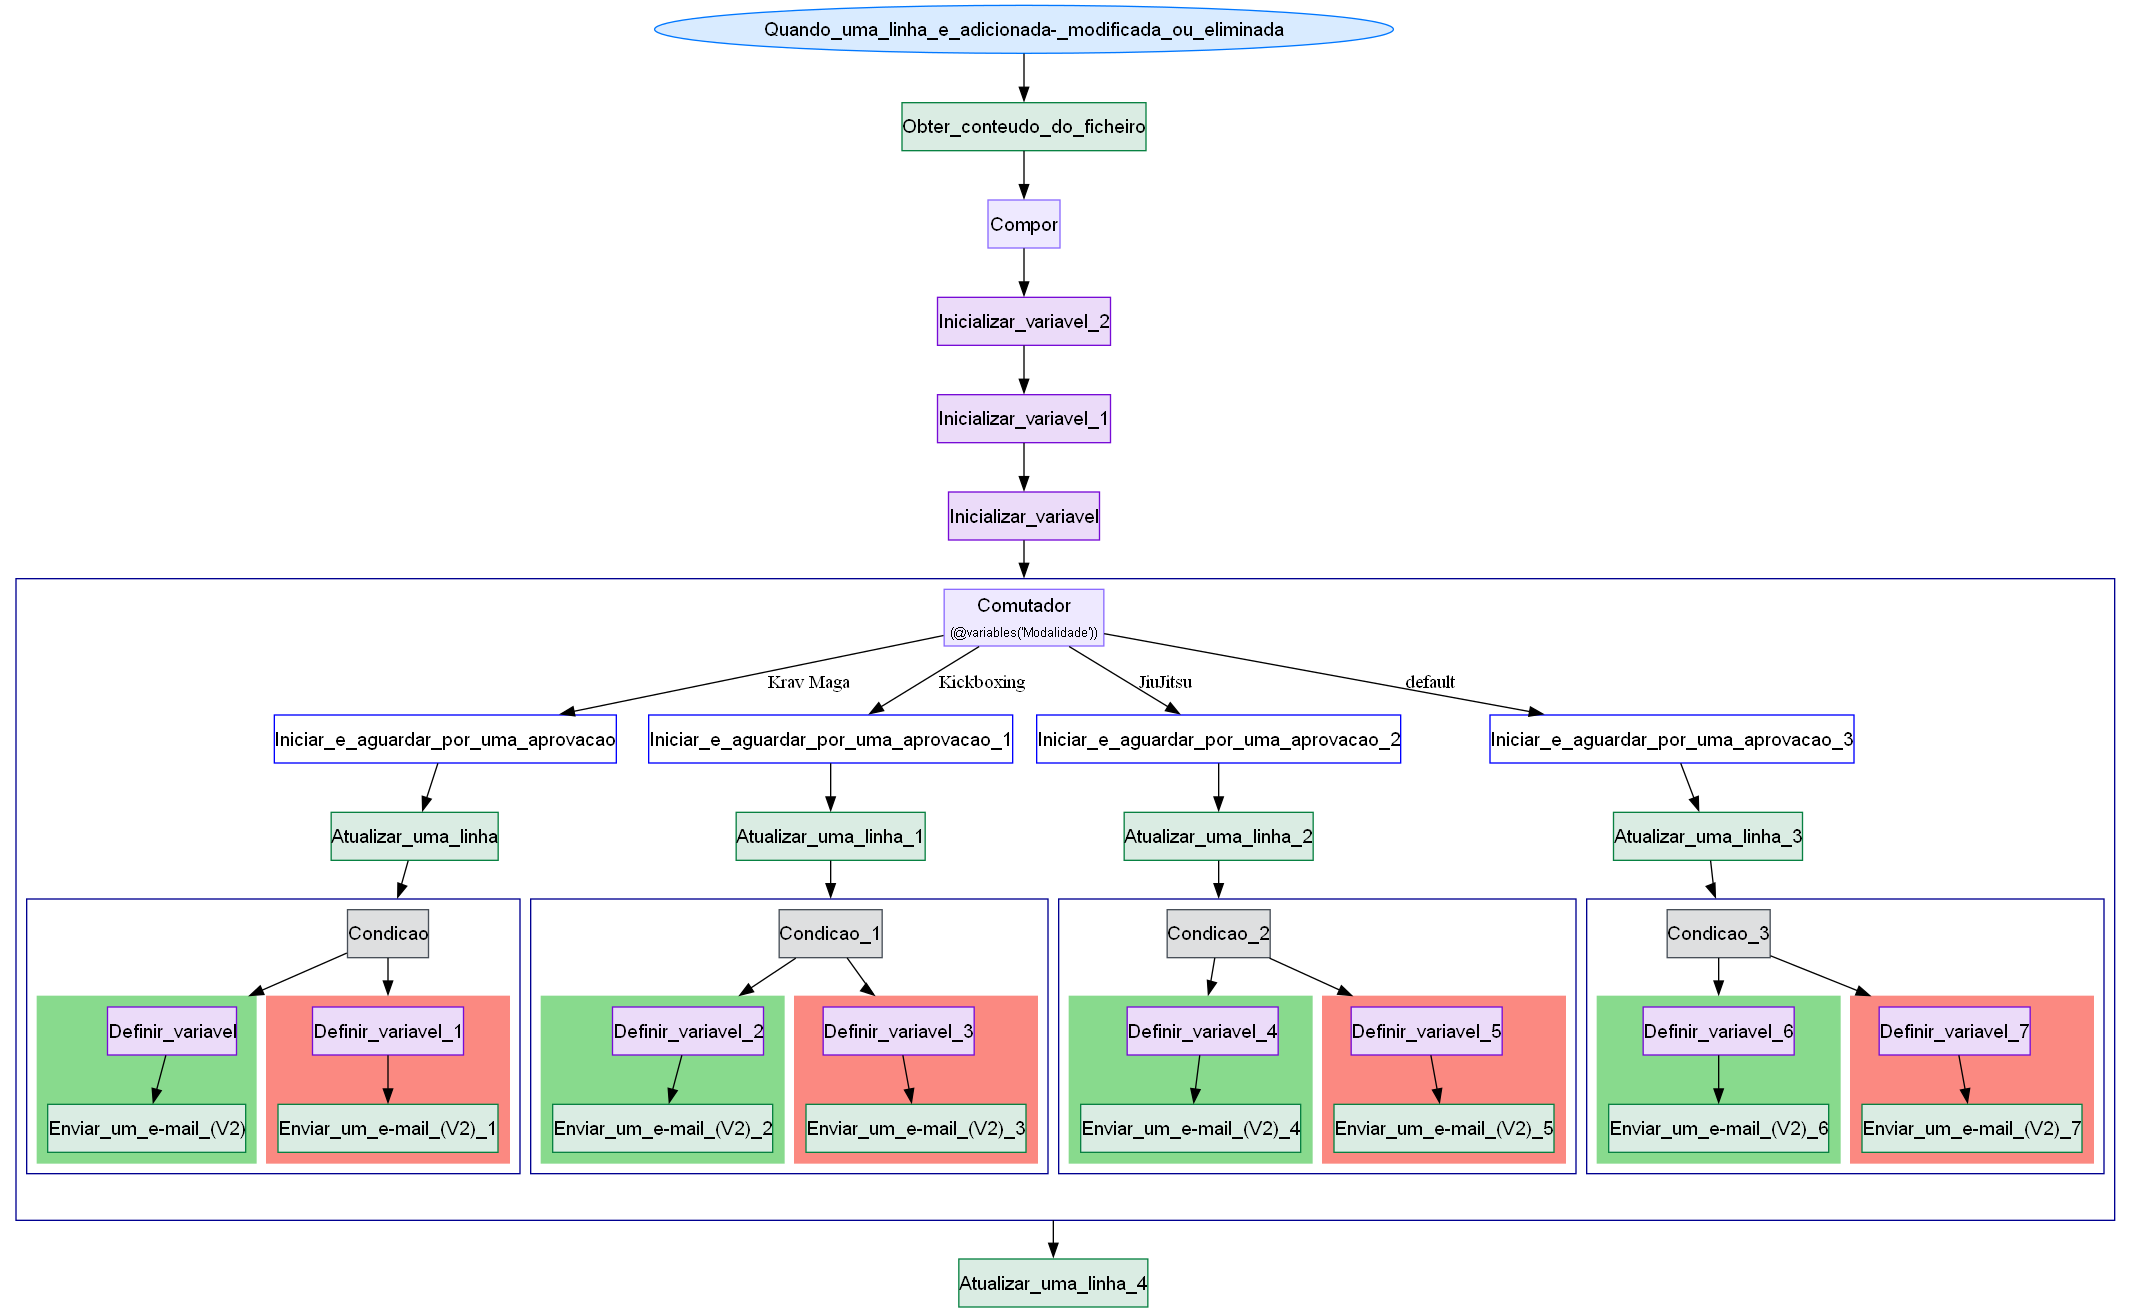 Quando_uma_linha_e_adicionada-_modificada_ou_eliminada
Obter_conteudo_do_ficheiro
Compor
Inicializar_variavel_2
Inicializar_variavel_1
Inicializar_variavel
Comutador
(@variables('Modalidade'))
Krav Maga
Kickboxing
JiuJitsu
default
Iniciar_e_aguardar_por_uma_aprovacao
Iniciar_e_aguardar_por_uma_aprovacao_1
Iniciar_e_aguardar_por_uma_aprovacao_2
Iniciar_e_aguardar_por_uma_aprovacao_3
Atualizar_uma_linha
Atualizar_uma_linha_1
Atualizar_uma_linha_2
Atualizar_uma_linha_3
Condicao
Condicao_1
Condicao_2
Condicao_3
Definir_variavel
Definir_variavel_1
Definir_variavel_2
Definir_variavel_3
Definir_variavel_4
Definir_variavel_5
Definir_variavel_6
Definir_variavel_7
Enviar_um_e-mail_(V2)
Enviar_um_e-mail_(V2)_1
Enviar_um_e-mail_(V2)_2
Enviar_um_e-mail_(V2)_3
Enviar_um_e-mail_(V2)_4
Enviar_um_e-mail_(V2)_5
Enviar_um_e-mail_(V2)_6
Enviar_um_e-mail_(V2)_7
Atualizar_uma_linha_4